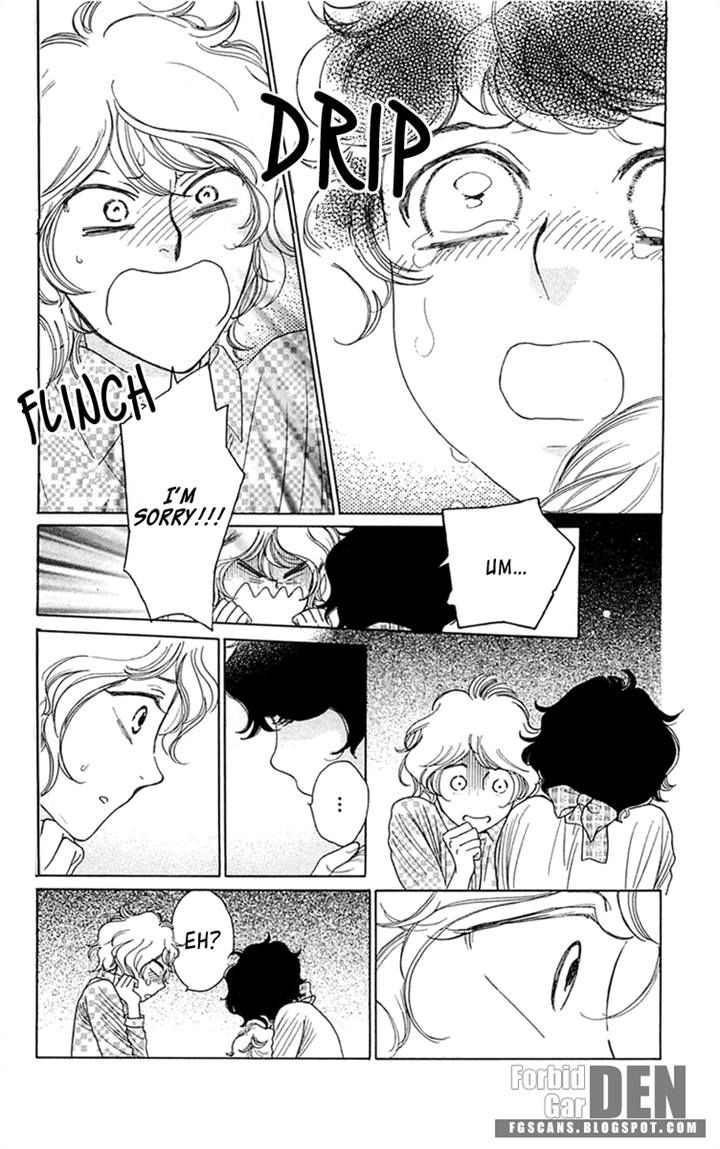 DRIP
FLINCH
I'M
SORRY!!!
UM...
...
EH?
Forbid
Gar
DEN
FGSCANS.BLOGSPOT.COM